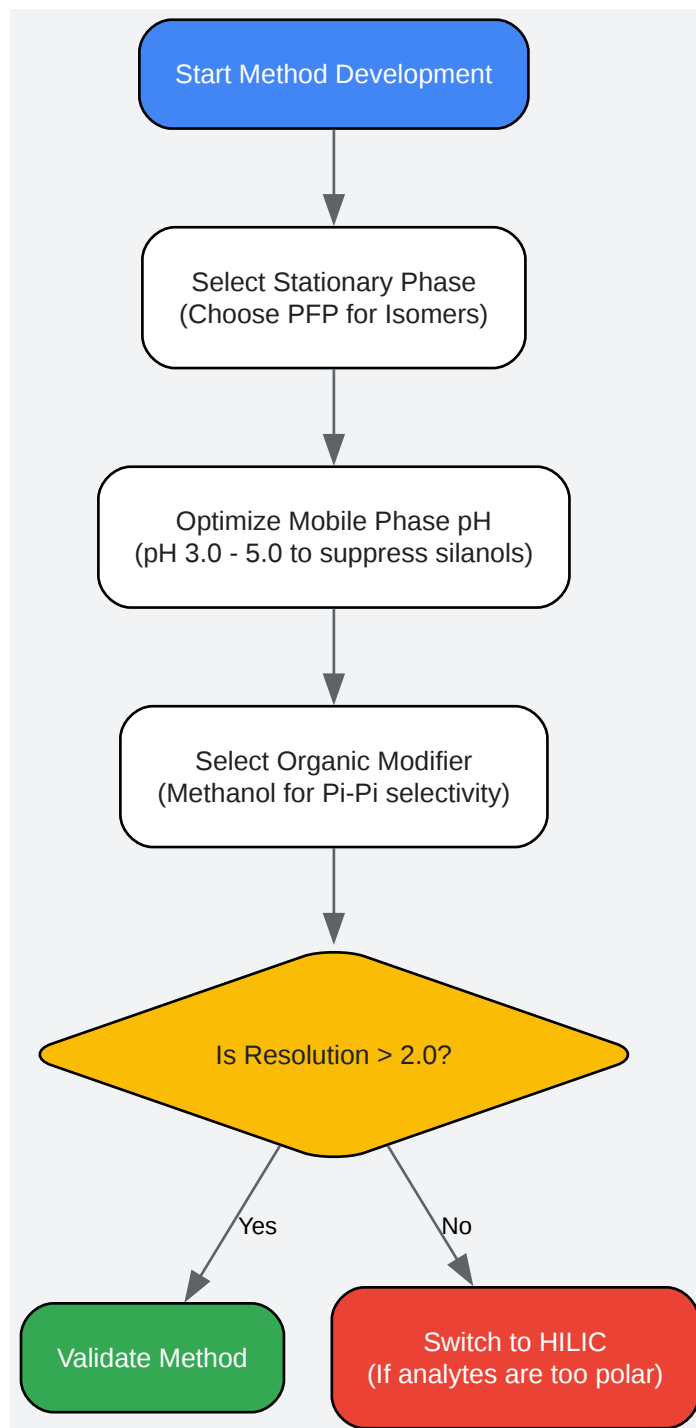 Start Method Development
Select Stationary Phase
(Choose PFP for Isomers)
Optimize Mobile Phase pH
(pH 3.0 - 5.0 to suppress silanols)
Select Organic Modifier
(Methanol for Pi-Pi selectivity)
Is Resolution > 2.0?
Yes
No
Validate Method
Switch to HILIC
(If analytes are too polar)